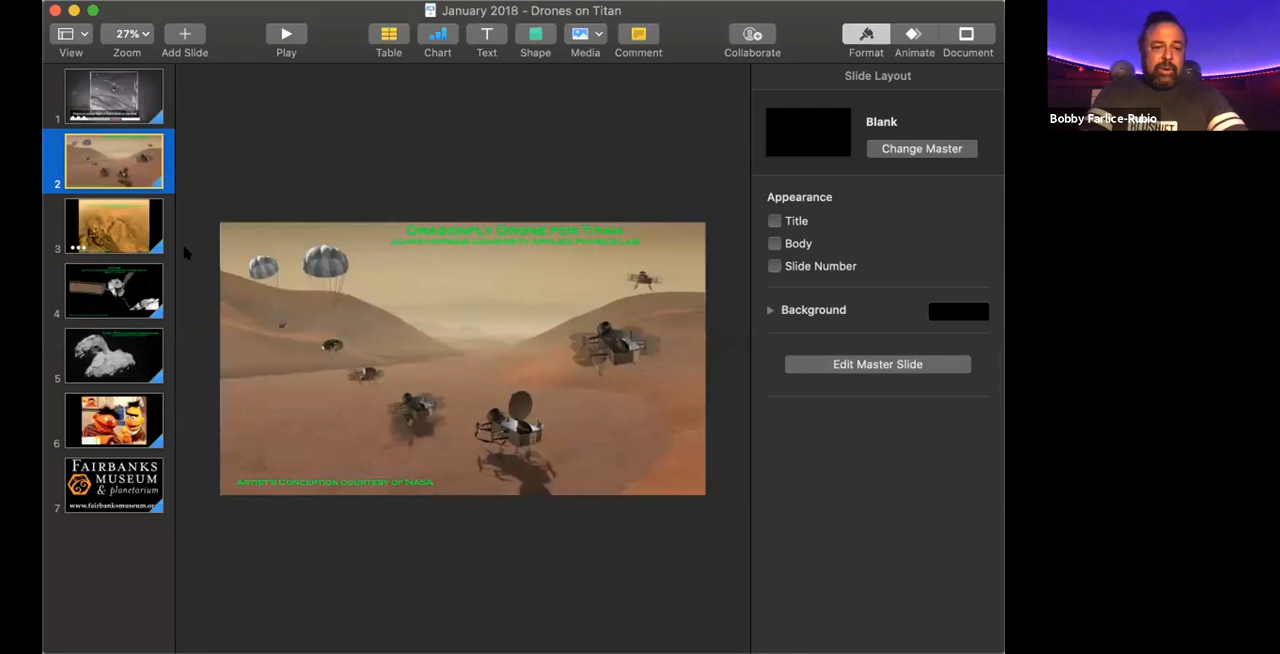 January 2018 - Drones on Titan
27%
View
Zoom
Add Slide
Play
Table
Chart
Text
Shape
Media
Comment
Collaborate
Format
Animate
Document
Slide Layout
Blank
Change Master
Appearance
Title
Body
Slide Number
Background
Edit Master Slide
1
2
3
4
5
6
7
Fairbanks
Museum
& planetarium
www.fairbanksmuseum.org
Dragonfly Drone for Titan
Johns Hopkins University Applied Physics Lab
Artist's Conception courtesy of NASA
Bobby Farlice-Rubio